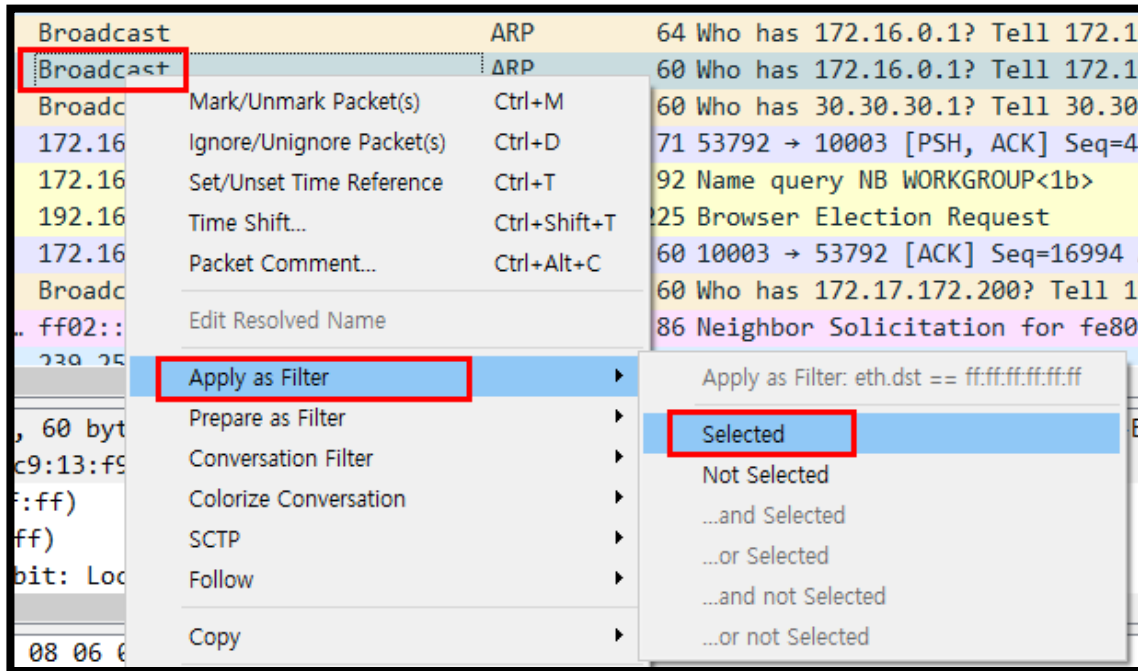 Broadcast ARP 64 Who has 172.16.0.1? Tell 172.1
Broadcast ARP 60 Who has 172.16.0.1? Tell 172.1
Broadc 60 Who has 30.30.30.1? Tell 30.30
172.16 71 53792 → 10003 [PSH, ACK] Seq=4
172.16 92 Name query NB WORKGROUP<1b>
192.16 225 Browser Election Request
172.16 60 10003 → 53792 [ACK] Seq=16994
Broadc 60 Who has 172.17.172.200? Tell 1
.. ff02:: 86 Neighbor Solicitation for fe80
239.25
, 60 byt
c9:13:f9
f:ff)
ff)
bit: Loc
08 06 0
Mark/Unmark Packet(s) Ctrl+M
Ignore/Unignore Packet(s) Ctrl+D
Set/Unset Time Reference Ctrl+T
Time Shift... Ctrl+Shift+T
Packet Comment... Ctrl+Alt+C
Edit Resolved Name
Apply as Filter
Prepare as Filter
Conversation Filter
Colorize Conversation
SCTP
Follow
Copy
Apply as Filter: eth.dst == ff:ff:ff:ff:ff:ff
Selected
Not Selected
...and Selected
...or Selected
...and not Selected
...or not Selected